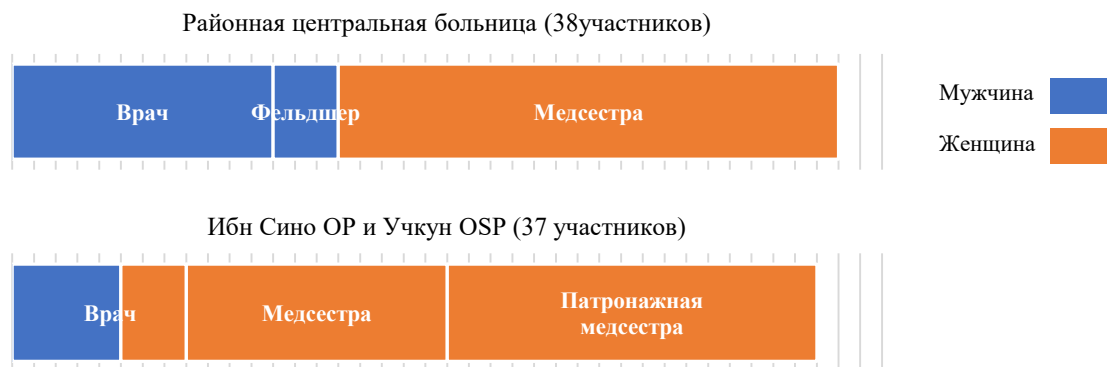 Районная центральная больница (38участников)
Врач
Фельдшер
Медсестра
Мужчина
Женщина
Ибн Сино ОР и Учкун OSP (37 участников)
Врач
Медсестра
Патронажная
медсестра